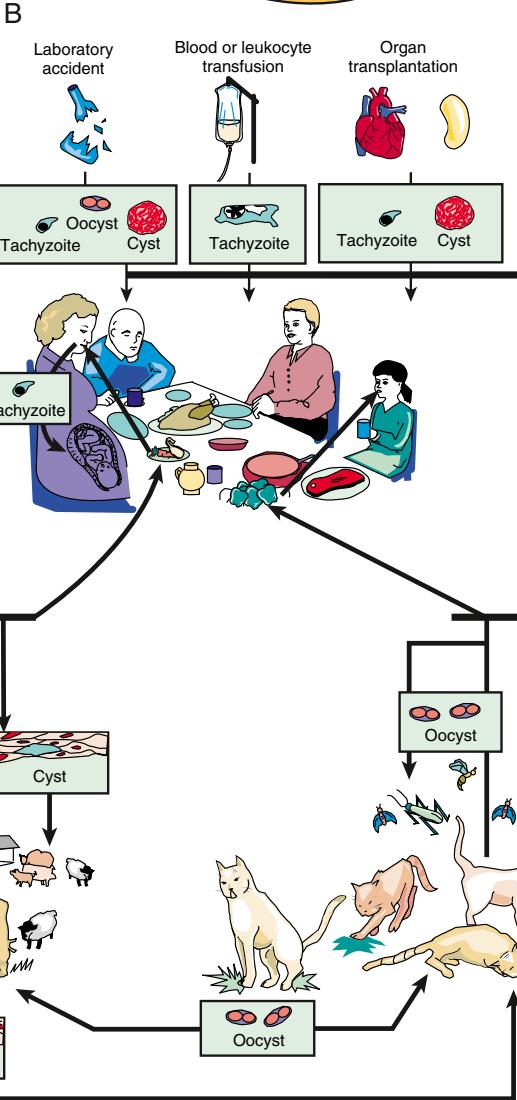 B
Laboratory
accident
Blood or leukocyte
transfusion
Organ
transplantation
Oocyst
Tachyzoite
Cyst
Tachyzoite
Tachyzoite
Cyst
achyzoite
Oocyst
Cyst
Oocyst